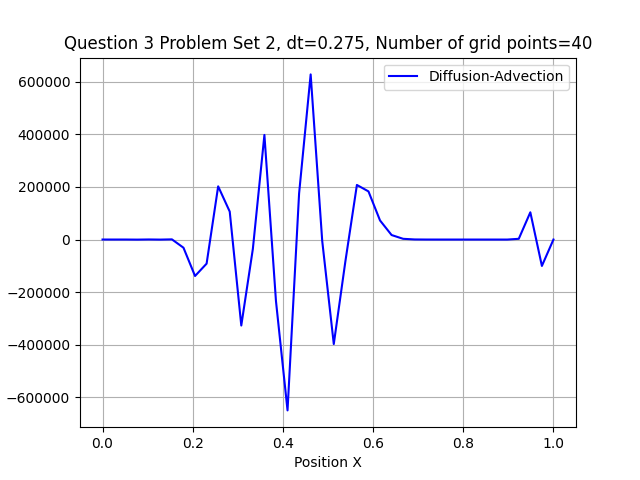 Question 3 Problem Set 2, dt=0.275, Number of grid points=40
Diffusion-Advection
600000
400000
200000
0
−200000
−400000
−600000
0.0 0.2 0.4 0.6 0.8 1.0
Position X